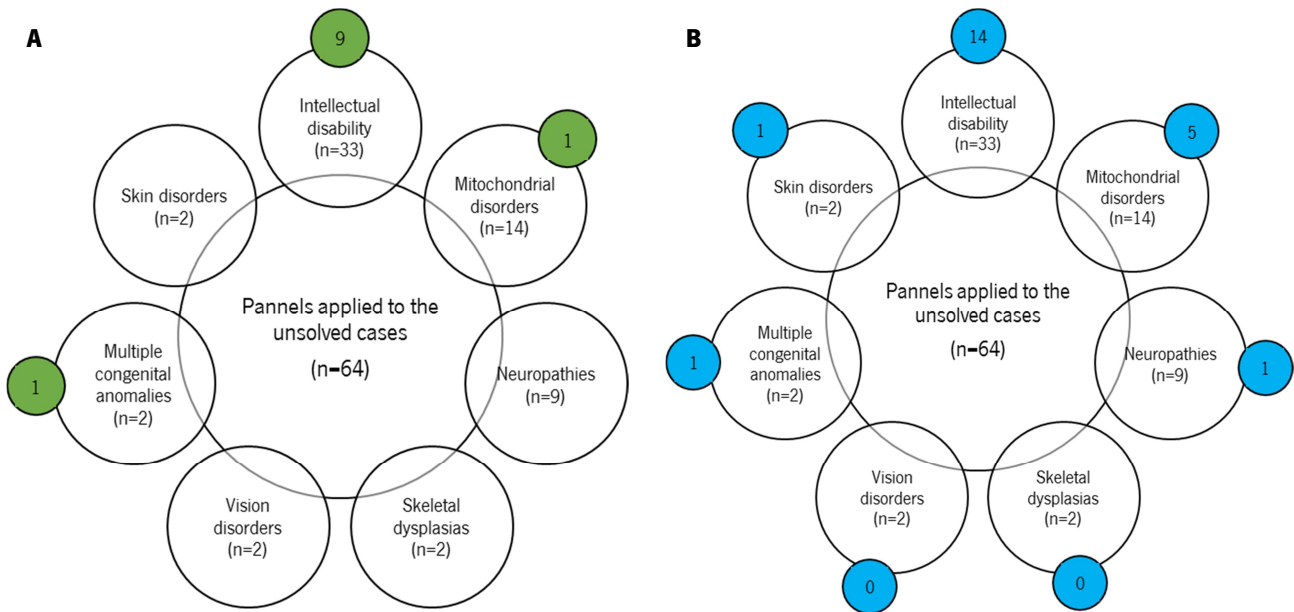 A
9
Intellectual
disability
(n=33)
1
Mitochondrial
disorders
(n=14)
Skin disorders
(n=2)
Pannels applied to the
unsolved cases
(n=64)
Neuropathies
(n=9)
1
Multiple
congenital
anomalies
(n=2)
Vision
disorders
(n=2)
Skeletal
dysplasias
(n=2)
B
14
Intellectual
disability
(n=33)
1
5
Skin disorders
(n=2)
Mitochondrial
disorders
(n=14)
Pannels applied to the
unsolved cases
(n=64)
1
Multiple
congenital
anomalies
(n=2)
Neuropathies
(n=9)
1
Vision
disorders
(n=2)
0
Skeletal
dysplasias
(n=2)
0